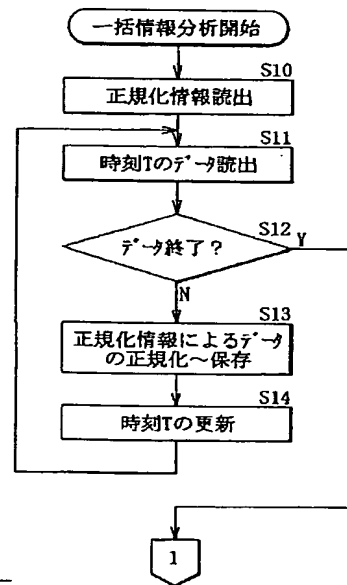 一括情報分析開始
S10
正規化情報読出
S11
時刻Tのデータ読出
S12
データ終了?
Y
N
S13
正規化情報によるデータ
の正規化~保存
S14
時刻Tの更新
1